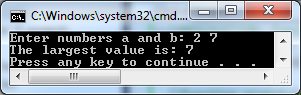 C:\Windows\system32\cmd....
Enter numbers a and b: 2 7
The largest value is: 7
Press any key to continue . . .